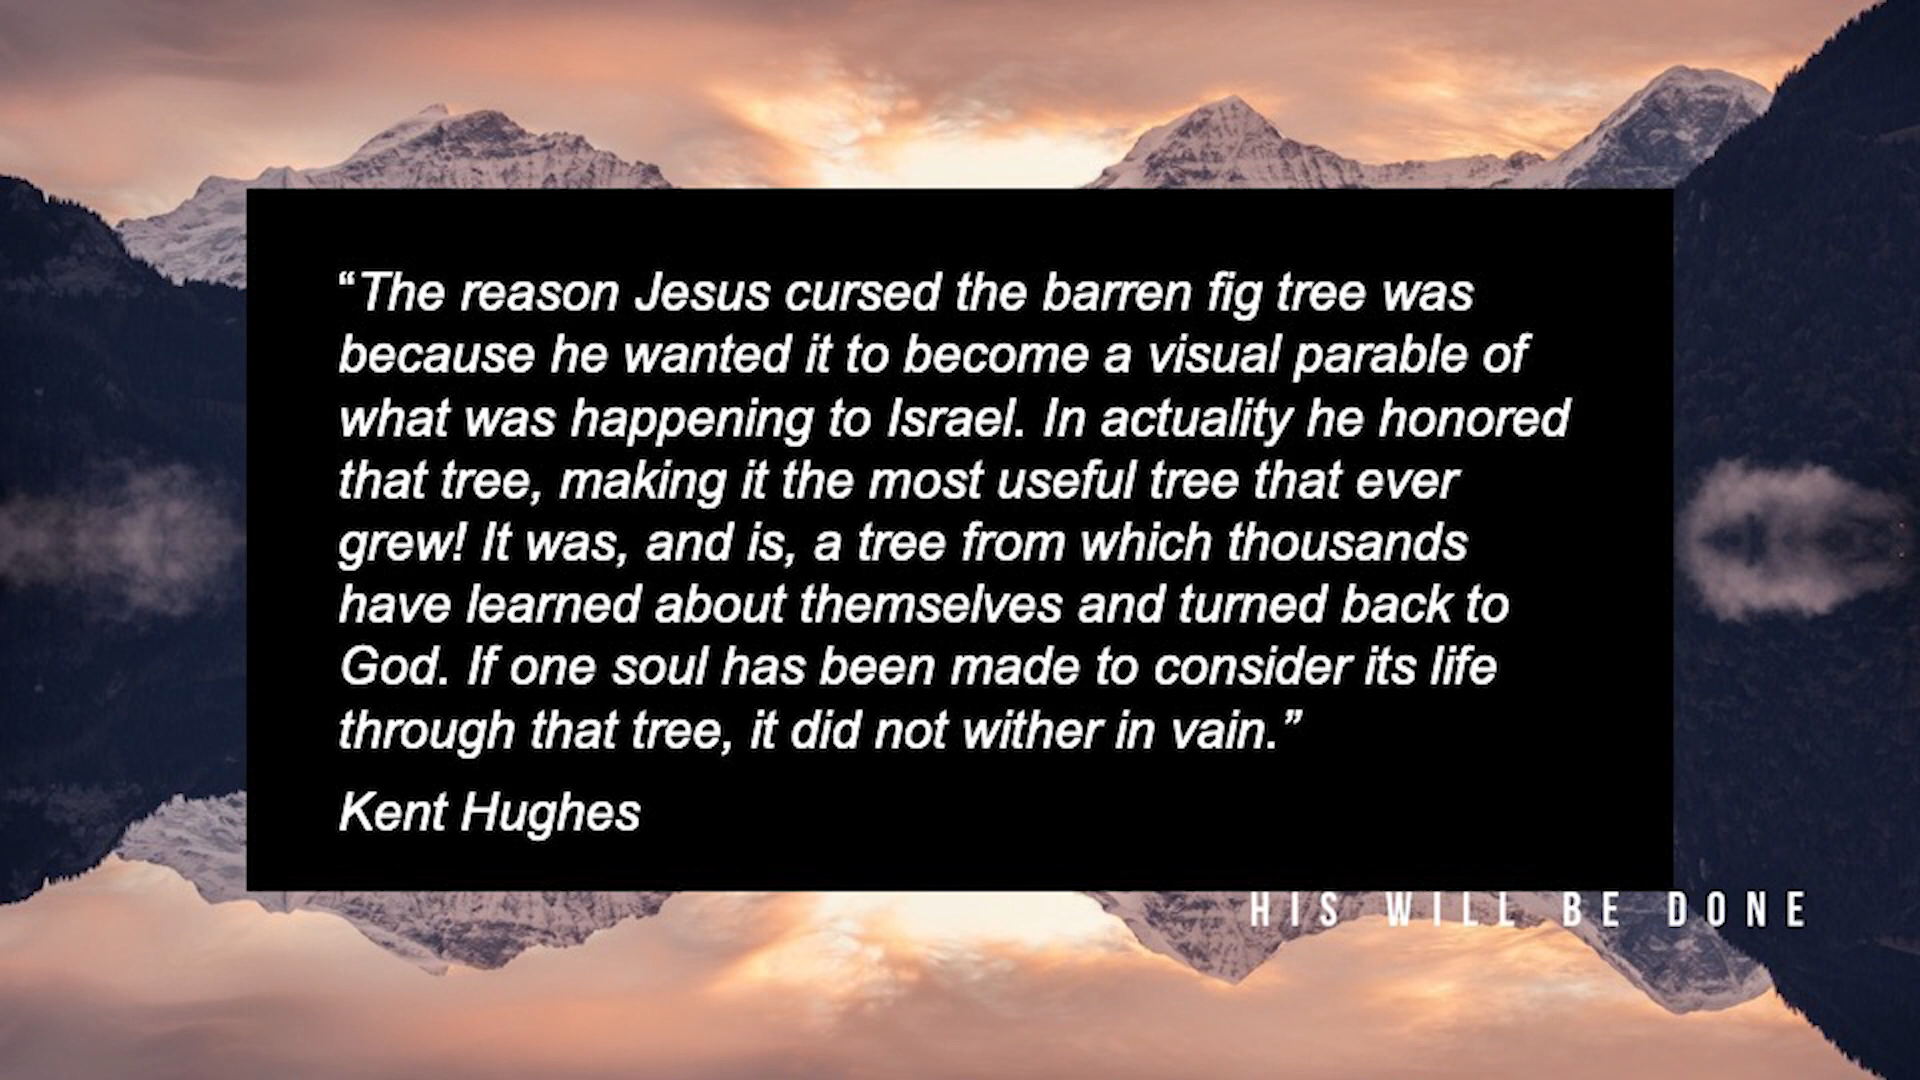 “The reason Jesus cursed the barren fig tree was
because he wanted it to become a visual parable of
what was happening to Israel. In actuality he honored
that tree, making it the most useful tree that ever
grew! It was, and is, a tree from which thousands
have learned about themselves and turned back to
God. If one soul has been made to consider its life
through that tree, it did not wither in vain.”
Kent Hughes
HIS WILL BE DONE